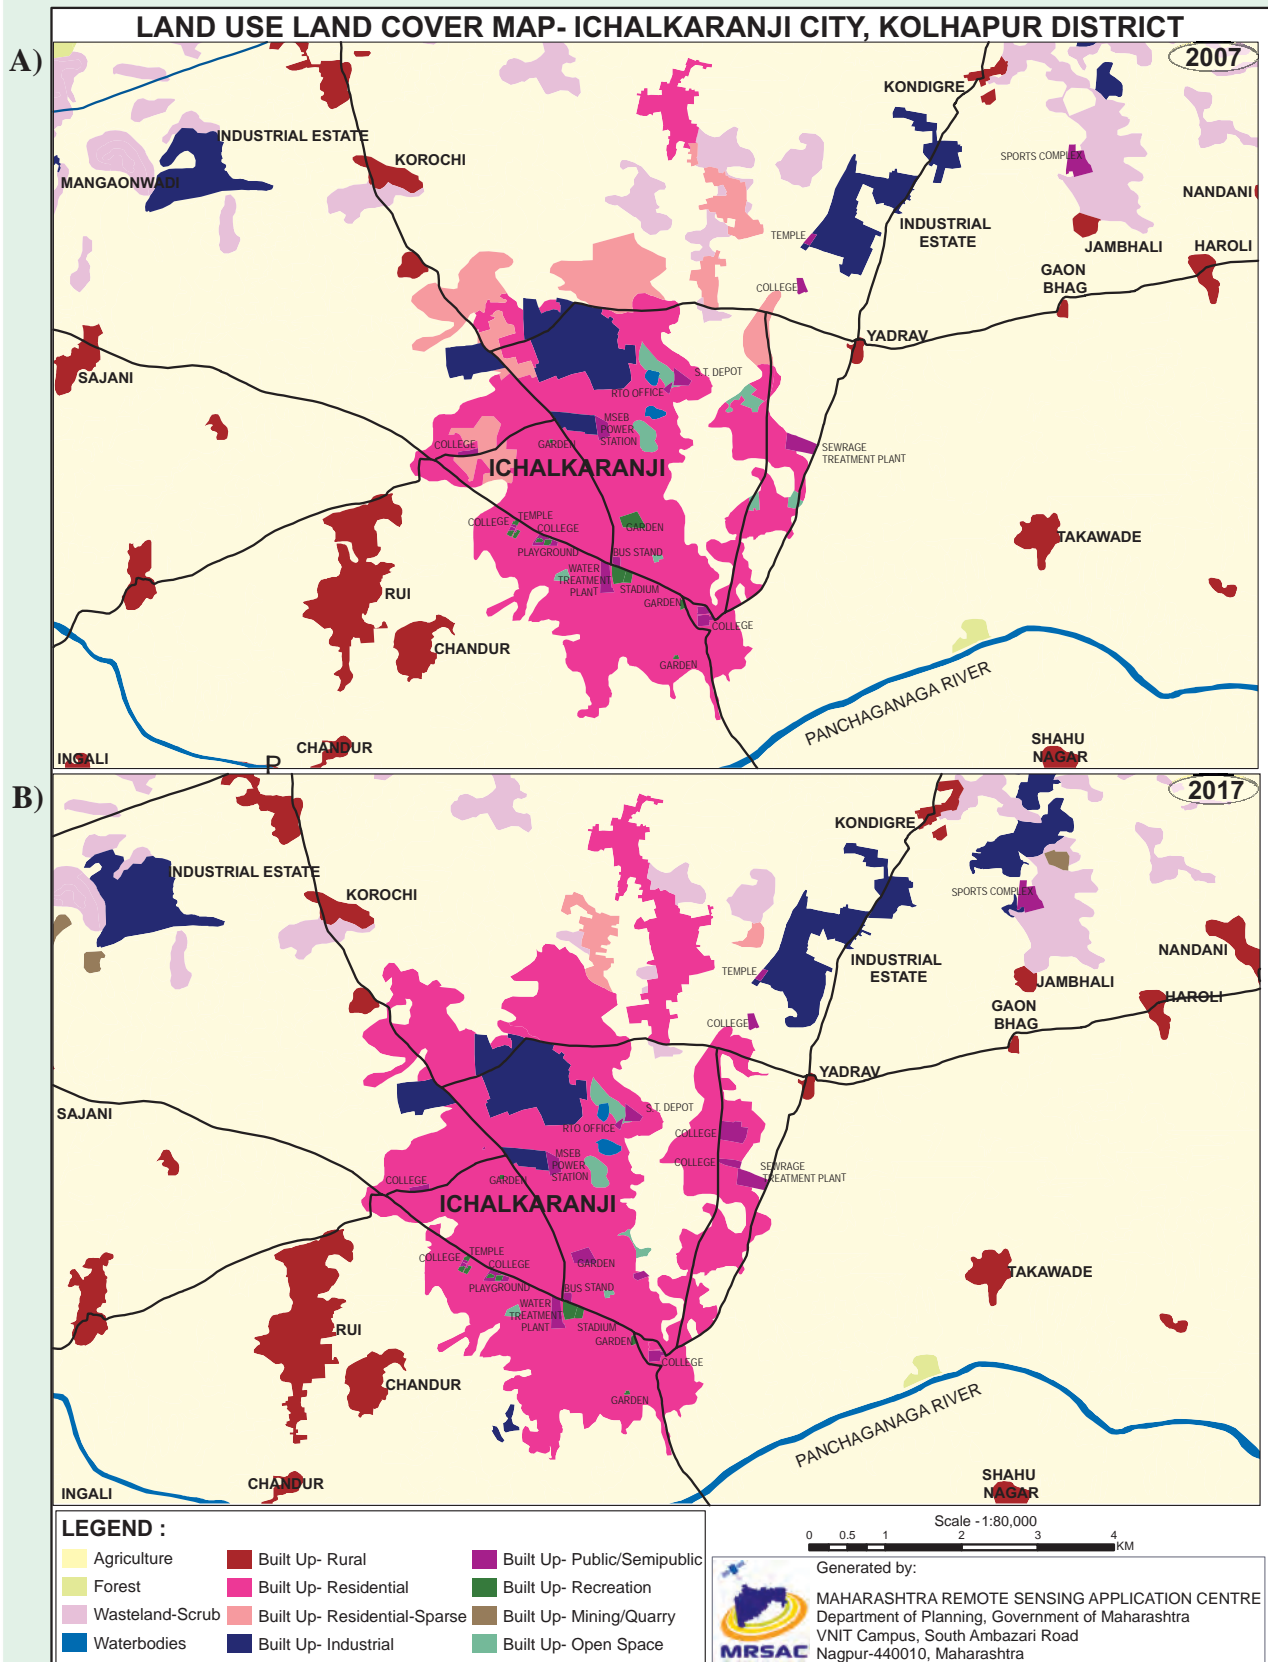 LAND USE LAND COVER MAP- ICHALKARANJI CITY, KOLHAPUR DISTRICT
A)
2007
KONDIGRE
INDUSTRIAL ESTATE
KOROCHI
SPORTS COMPLEX
MANGAONWADI
NANDANI
INDUSTRIAL
ESTATE
TEMPLE
JAMBHALI
HAROLI
GAON
BHAG
COLLEGE
YADRAV
SAJANI
S.T. DEPOT
RTO OFFICE
MSEB
POWER
STATION
COLLEGE
GARDEN
SEWRAGE
TREATMENT PLANT
ICHALKARANJI
TEMPLE
COLLEGE
COLLEGE
GARDEN
TAKAWADE
PLAYGROUND
BUS STAND
WATER
TREATMENT
PLANT
STADIUM
RUI
GARDEN
COLLEGE
CHANDUR
GARDEN
PANCHAGANAGA RIVER
CHANDUR
SHAHU
NAGAR
INGALI
P
B)
2017
KONDIGRE
INDUSTRIAL ESTATE
KOROCHI
SPORTS COMPLEX
NANDANI
INDUSTRIAL
ESTATE
TEMPLE
JAMBHALI
HAROLI
GAON
BHAG
COLLEGE
YADRAV
SAJANI
S.T. DEPOT
RTO OFFICE
COLLEGE
MSEB
POWER
STATION
COLLEGE
SEWRAGE
TREATMENT PLANT
COLLEGE
GARDEN
ICHALKARANJI
TEMPLE
COLLEGE
COLLEGE
GARDEN
TAKAWADE
PLAYGROUND
BUS STAND
WATER
TREATMENT
PLANT
STADIUM
RUI
GARDEN
COLLEGE
CHANDUR
GARDEN
PANCHAGANAGA RIVER
CHANDUR
SHAHU
NAGAR
INGALI
LEGEND :
Agriculture
Forest
Wasteland-Scrub
Waterbodies
Built Up- Rural
Built Up- Residential
Built Up- Residential-Sparse
Built Up- Industrial
Built Up- Public/Semipublic
Built Up- Recreation
Built Up- Mining/Quarry
Built Up- Open Space
Scale -1:80,000
0 0.5 1 2 3 4
KM
Generated by:
MAHARASHTRA REMOTE SENSING APPLICATION CENTRE
Department of Planning, Government of Maharashtra
VNIT Campus, South Ambazari Road
Nagpur-440010, Maharashtra
MRSAC